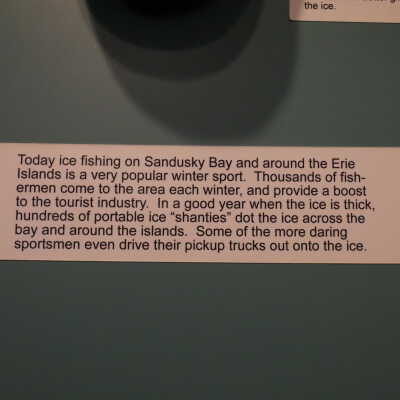 the ice.
Today ice fishing on Sandusky Bay and around the Erie
Islands is a very popular winter sport.  Thousands of fish-
ermen come to the area each winter, and provide a boost
to the tourist industry.  In a good year when the ice is thick,
hundreds of portable ice “shanties” dot the ice across the
bay and around the islands.  Some of the more daring
sportsmen even drive their pickup trucks out onto the ice.